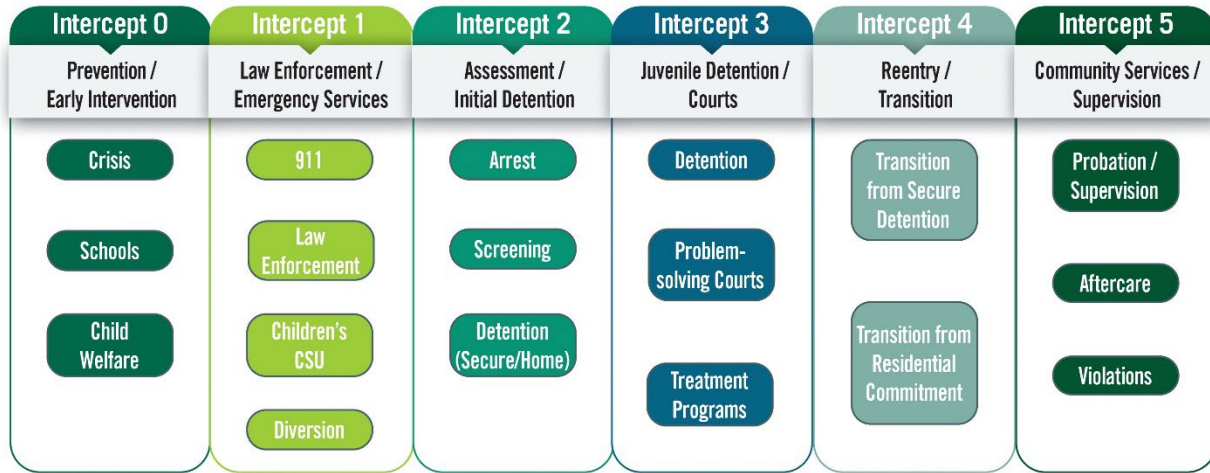 Intercept 0
Prevention /
Early Intervention
Crisis
Schools
Child
Welfare
Intercept 1
Law Enforcement /
Emergency Services
911
Law
Enforcement
Children's
CSU
Diversion
Intercept 2
Assessment /
Initial Detention
Arrest
Screening
Detention
(Secure/Home)
Intercept 3
Juvenile Detention /
Courts
Detention
Problem-
solving Courts
Treatment
Programs
Intercept 4
Reentry /
Transition
Transition
from Secure
Detention
Transition from
Residential
Commitment
Intercept 5
Community Services /
Supervision
Probation /
Supervision
Aftercare
Violations